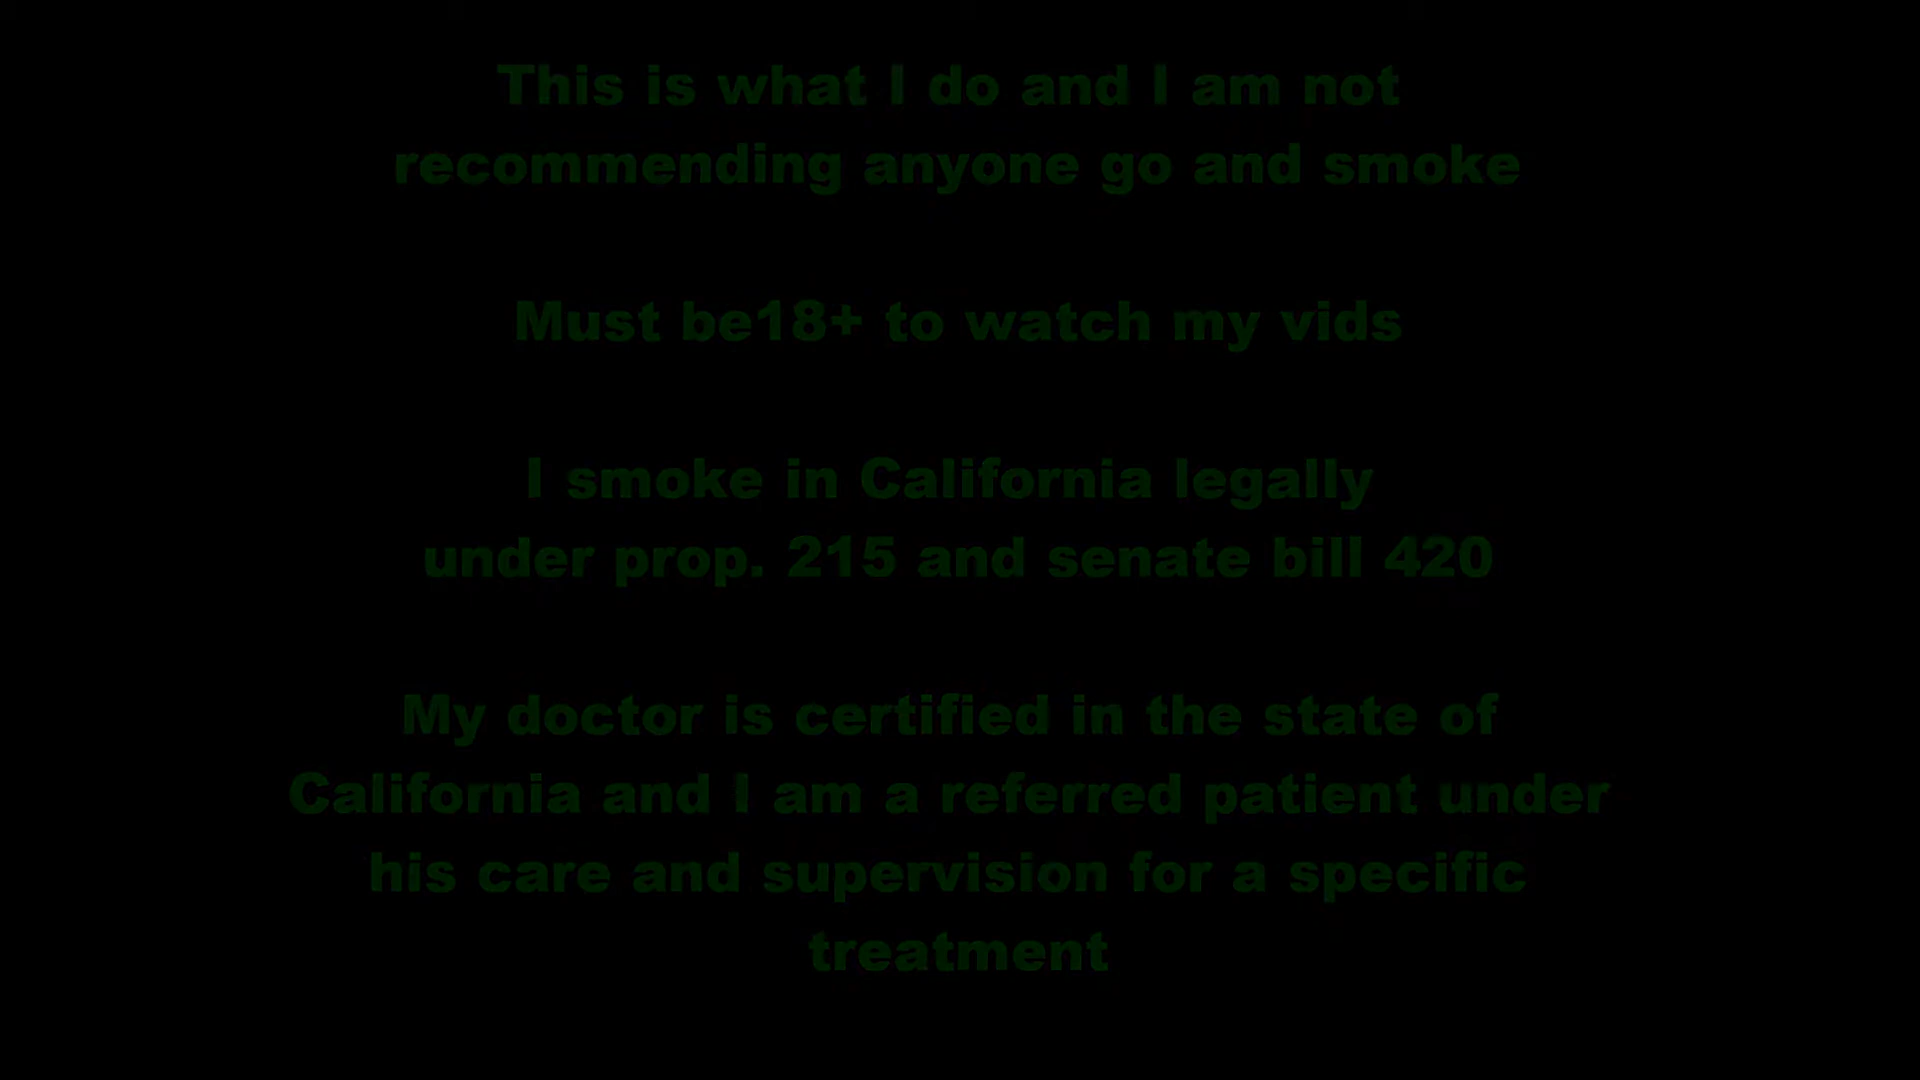 This is what I do and I am not
recommending anyone go and smoke
Must be18+ to watch my vids
I smoke in California legally
under prop. 215 and senate bill 420
My doctor is certified in the state of
California and I am a referred patient under
his care and supervision for a specific
treatment